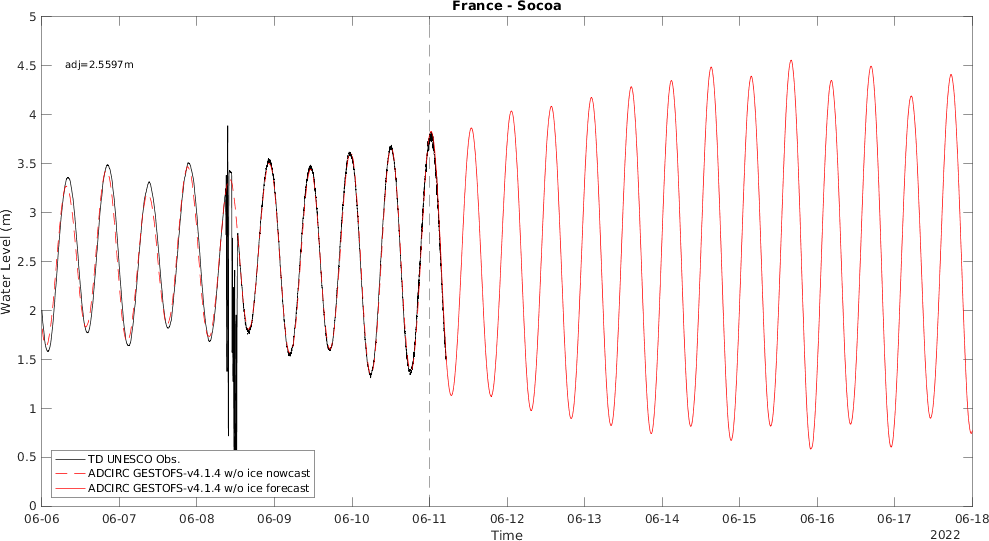 France - Socoa
adj=2.5597m
Water Level (m)
5
4.5
4
3.5
3
2.5
2
1.5
1
0.5
0
TD UNESCO Obs.
ADCIRC GESTOFS-v4.1.4 w/o ice nowcast
ADCIRC GESTOFS-v4.1.4 w/o ice forecast
06-06 06-07 06-08 06-09 06-10 06-11 06-12 06-13 06-14 06-15 06-16 06-17 06-18
Time
2022